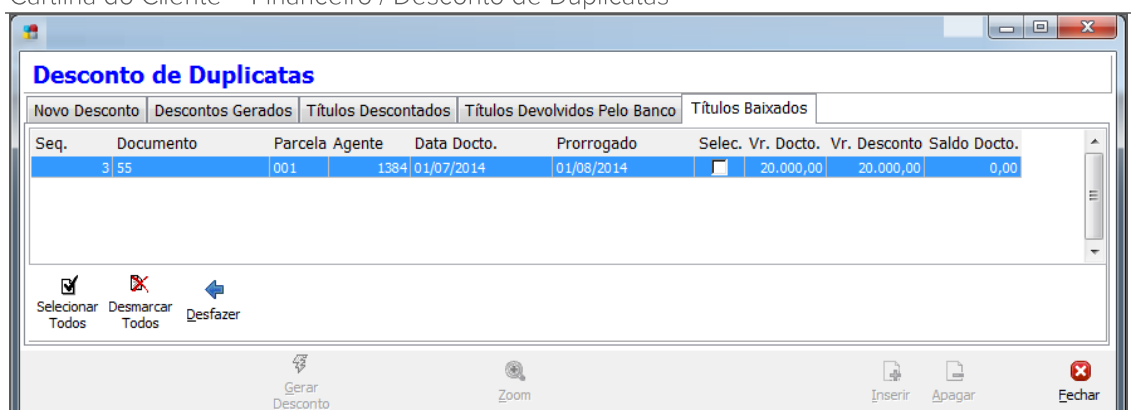 Cartilha do Cliente – Financeiro / Desconto de Duplicatas
Desconto de Duplicatas
Novo Desconto Descontos Gerados Títulos Descontados Títulos Devolvidos Pelo Banco Títulos Baixados
Seq. Documento Parcela Agente Data Docto. Prorrogado Selec. Vr. Docto. Vr. Desconto Saldo Docto.
3 55 001 1384 01/07/2014 01/08/2014 20.000,00 20.000,00 0,00
Selecionar Todos Desmarcar Todos Desfazer
Gerar Desconto Zoom Inserir Apagar Fechar